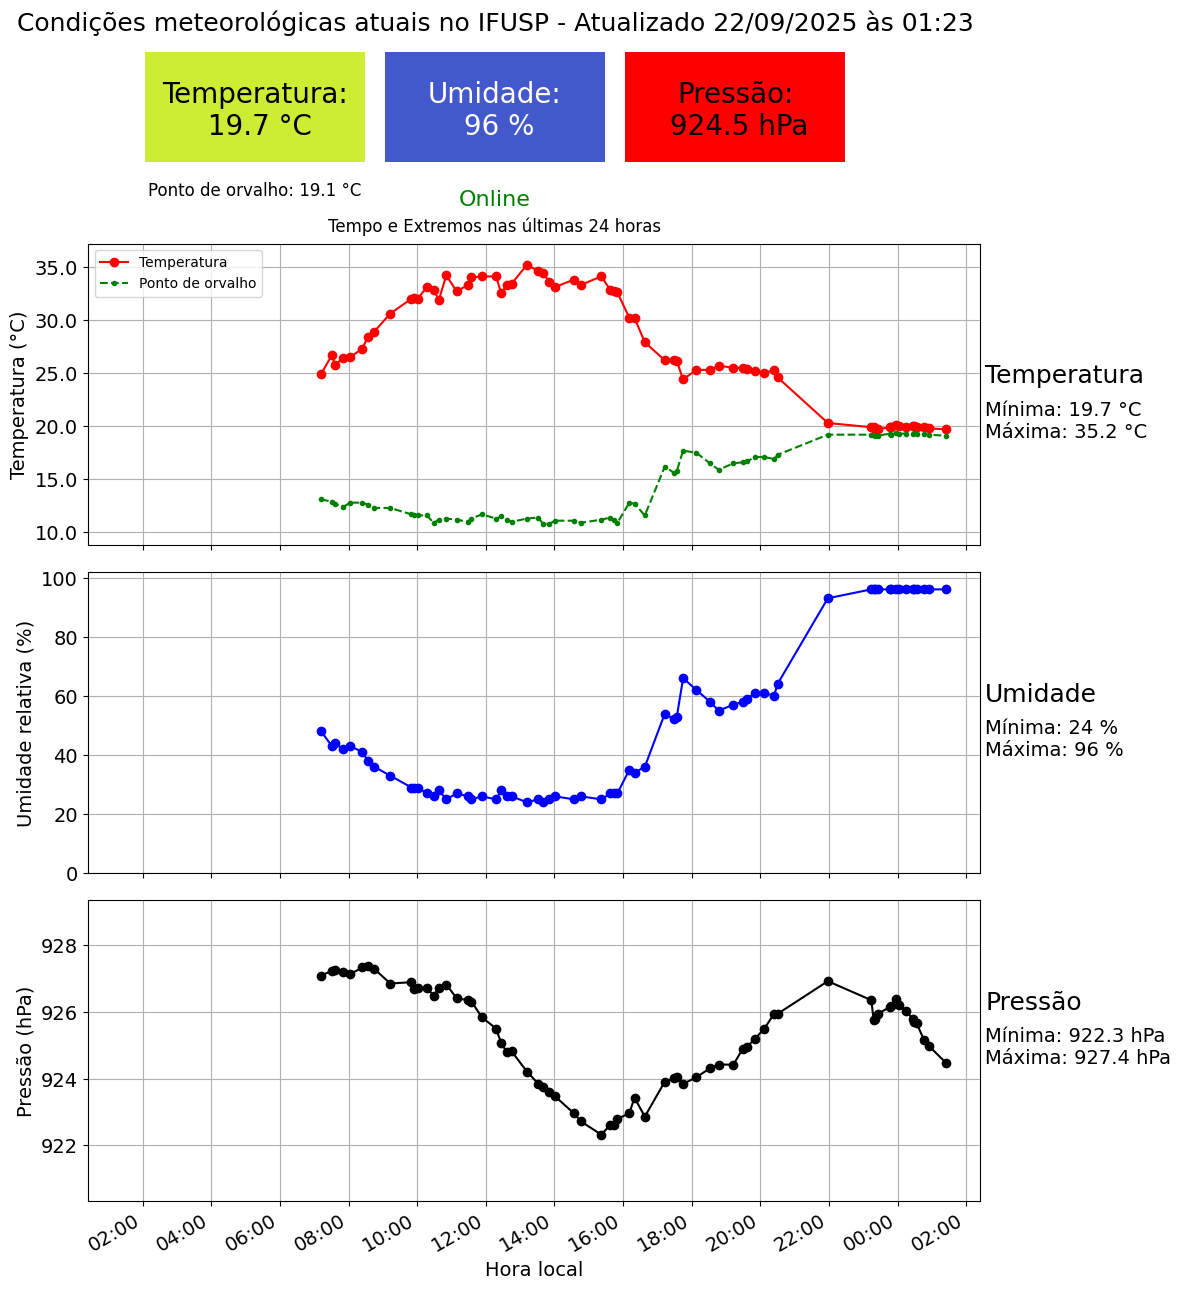 Condições meteorológicas atuais no IFUSP - Atualizado 22/09/2025 às 01:23
Temperatura:
19.7 °C
Umidade:
96 %
Pressão:
924.5 hPa
Ponto de orvalho: 19.1 °C
Online
Tempo e Extremos nas últimas 24 horas
Temperatura
Ponto de orvalho
Temperatura (°C)
35.0
30.0
25.0
20.0
15.0
10.0
Temperatura
Mínima: 19.7 °C
Máxima: 35.2 °C
Umidade relativa (%)
100
80
60
40
20
0
Umidade
Mínima: 24 %
Máxima: 96 %
Pressão (hPa)
928
926
924
922
Pressão
Mínima: 922.3 hPa
Máxima: 927.4 hPa
02:00 04:00 06:00 08:00 10:00 12:00 14:00 16:00 18:00 20:00 22:00 00:00 02:00
Hora local